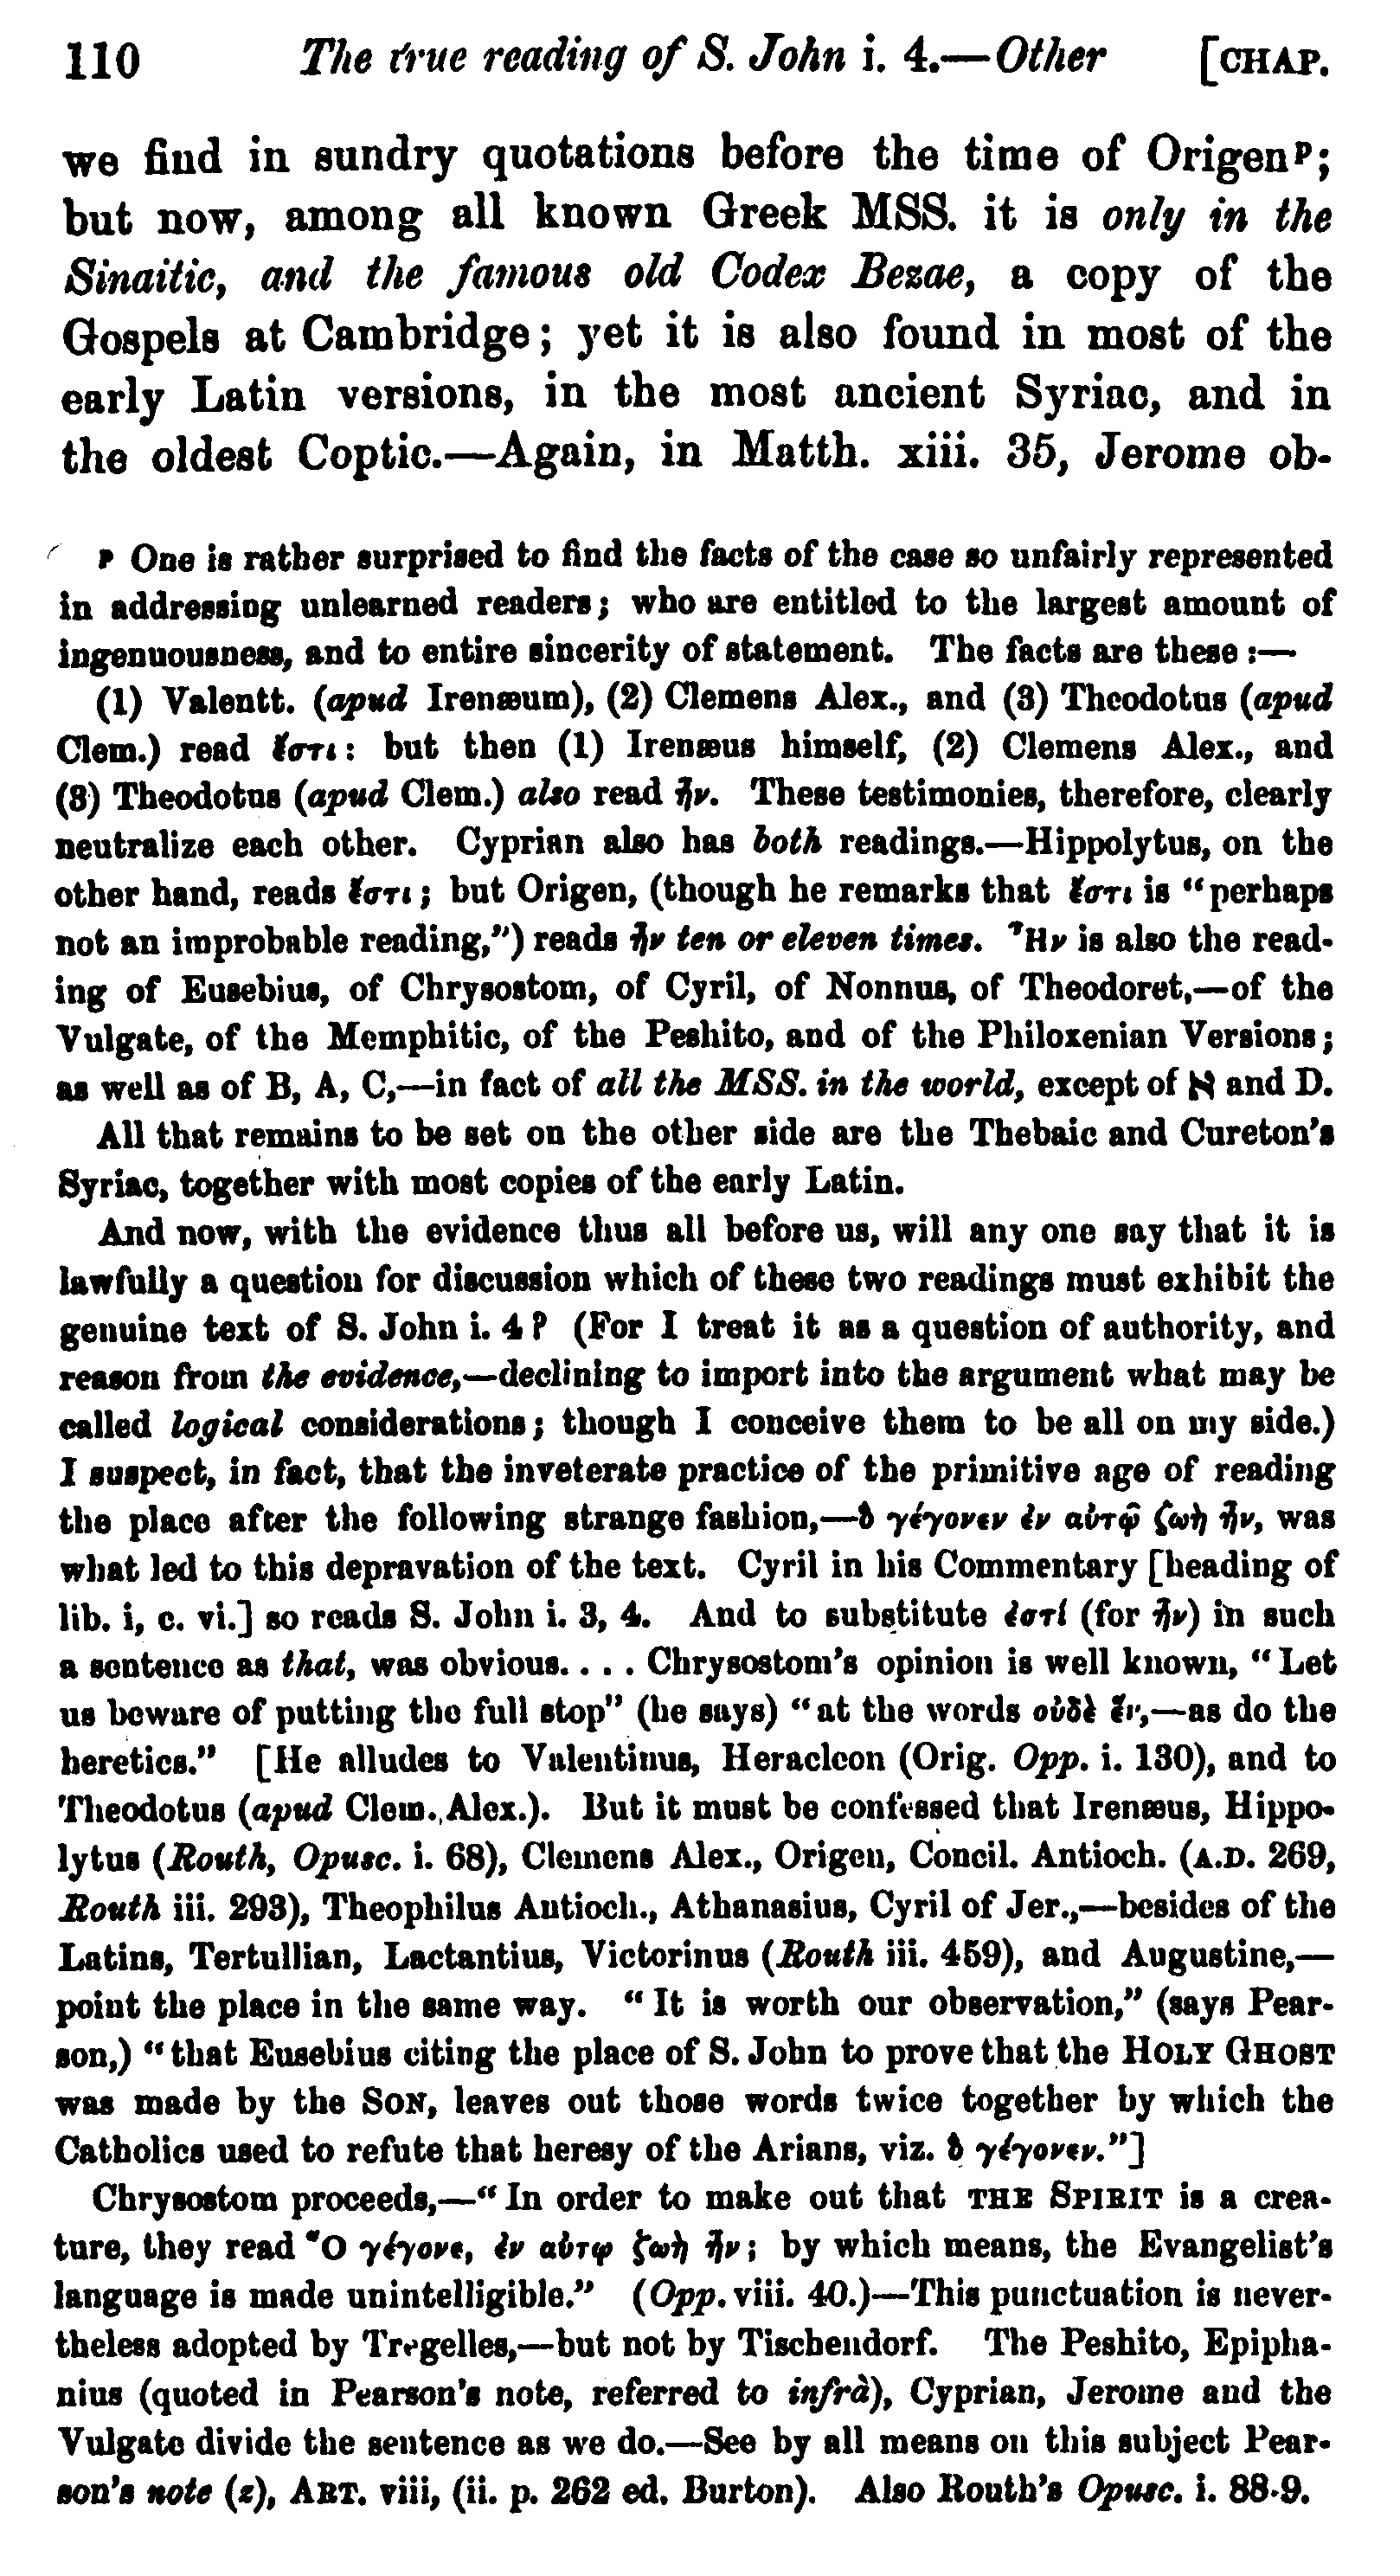 110 The true reading of S. John i. 4.—Other [CHAP.
we find in sundry quotations before the time of Origen ᴾ;
but now, among all known Greek MSS. it is only in the
Sinaitic, and the famous old Codex Bezae, a copy of the
Gospels at Cambridge; yet it is also found in most of the
early Latin versions, in the most ancient Syriac, and in
the oldest Coptic.—Again, in Matth. xiii. 35, Jerome ob-
ᴾ One is rather surprised to find the facts of the case so unfairly represented
in addressing unlearned readers; who are entitled to the largest amount of
ingenuousness, and to entire sincerity of statement. The facts are these :—
(1) Valentt. (apud Irenæum), (2) Clemens Alex., and (3) Theodotus (apud
Clem.) read ἔστι: but then (1) Irenæus himself, (2) Clemens Alex., and
(3) Theodotus (apud Clem.) also read ἦν. These testimonies, therefore, clearly
neutralize each other. Cyprian also has both readings.—Hippolytus, on the
other hand, reads ἔστι; but Origen, (though he remarks that ἔστι is "perhaps
not an improbable reading,") reads ἦν ten or eleven times. Ἦν is also the read-
ing of Eusebius, of Chrysostom, of Cyril, of Nonnus, of Theodoret,—of the
Vulgate, of the Memphitic, of the Peshito, and of the Philoxenian Versions;
as well as of B, A, C,—in fact of all the MSS. in the world, except of א and D.
All that remains to be set on the other side are the Thebaic and Cureton's
Syriac, together with most copies of the early Latin.
And now, with the evidence thus all before us, will any one say that it is
lawfully a question for discussion which of these two readings must exhibit the
genuine text of S. John i. 4? (For I treat it as a question of authority, and
reason from the evidence,—declining to import into the argument what may be
called logical considerations; though I conceive them to be all on my side.)
I suspect, in fact, that the inveterate practice of the primitive age of reading
the place after the following strange fashion,—ὃ γέγονεν ἐν αὐτῷ ζωὴ ἦν, was
what led to this depravation of the text. Cyril in his Commentary [heading of
lib. i, c. vi.] so reads S. John i. 3, 4. And to substitute ἐστί (for ἦν) in such
a sentence as that, was obvious. . . . Chrysostom's opinion is well known, "Let
us beware of putting the full stop" (he says) "at the words οὐδὲ ἕν,—as do the
heretics." [He alludes to Valentinus, Heracleon (Orig. Opp. i. 130), and to
Theodotus (apud Clem. Alex.). But it must be confessed that Irenæus, Hippo-
lytus (Routh, Opusc. i. 68), Clemens Alex., Origen, Concil. Antioch. (A.D. 269,
Routh iii. 293), Theophilus Antioch., Athanasius, Cyril of Jer.,—besides of the
Latins, Tertullian, Lactantius, Victorinus (Routh iii. 459), and Augustine,—
point the place in the same way. "It is worth our observation," (says Pear-
son,) "that Eusebius citing the place of S. John to prove that the HOLY GHOST
was made by the SON, leaves out those words twice together by which the
Catholics used to refute that heresy of the Arians, viz. ὃ γέγονεν."]
Chrysostom proceeds,—"In order to make out that THE SPIRIT is a crea-
ture, they read Ὃ γέγονε, ἐν αὐτῳ ζωὴ ἦν; by which means, the Evangelist's
language is made unintelligible." (Opp. viii. 40.)—This punctuation is never-
theless adopted by Tregelles,—but not by Tischendorf. The Peshito, Epipha-
nius (quoted in Pearson's note, referred to infrà), Cyprian, Jerome and the
Vulgate divide the sentence as we do.—See by all means on this subject Pear-
son's note (z), ART. viii, (ii. p. 262 ed. Burton). Also Routh's Opusc. i. 88-9.